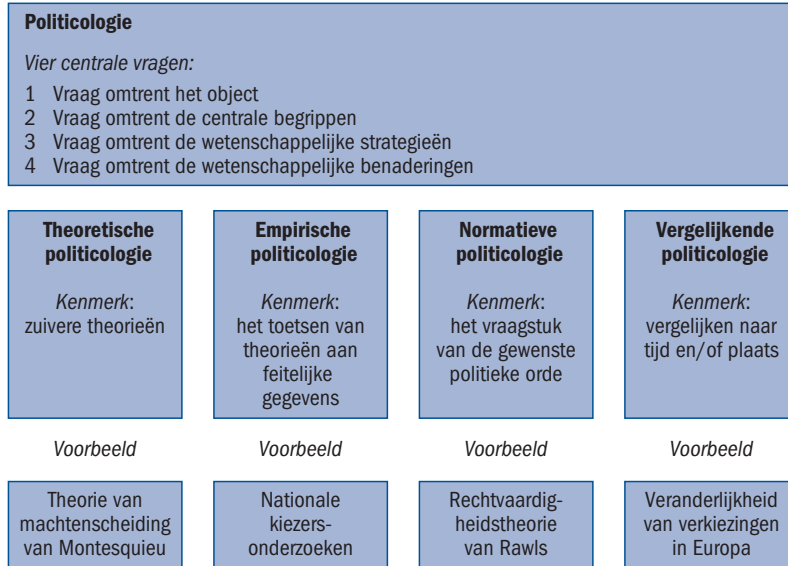 Politicologie
Vier centrale vragen:
1 Vraag omtrent het object
2 Vraag omtrent de centrale begrippen
3 Vraag omtrent de wetenschappelijke strategieën
4 Vraag omtrent de wetenschappelijke benaderingen
Theoretische
politicologie
Kenmerk:
zuivere theorieën
Empirische
politicologie
Kenmerk:
het toetsen van
theorieën aan
feitelijke
gegevens
Normatieve
politicologie
Kenmerk:
het vraagstuk
van de gewenste
politieke orde
Vergelijkende
politicologie
Kenmerk:
vergelijken naar
tijd en/of plaats
Voorbeeld
Voorbeeld
Voorbeeld
Voorbeeld
Theorie van
machtenscheiding
van Montesquieu
Nationale
kiezers-
onderzoeken
Rechtvaardig-
heidstheorie
van Rawls
Veranderlijkheid
van verkiezingen
in Europa